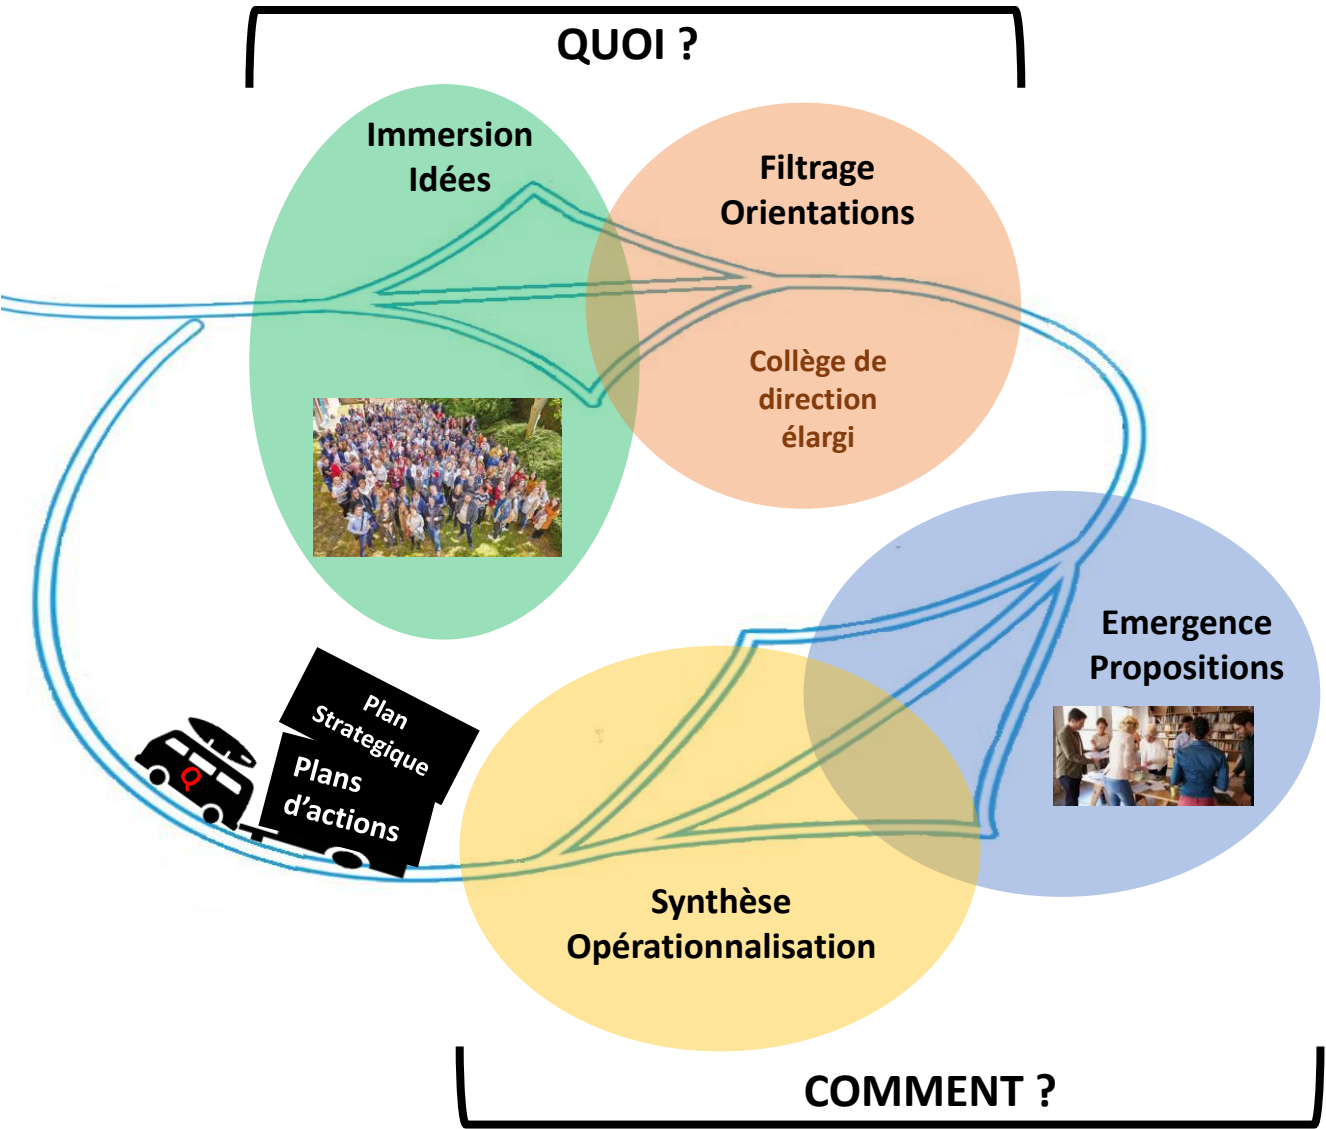 QUOI ?
Immersion
Idées
Filtrage
Orientations
Collège de
direction
élargi
Emergence
Propositions
Plan
Strategique
Plans
d’actions
Q
Synthèse
Opérationnalisation
COMMENT ?